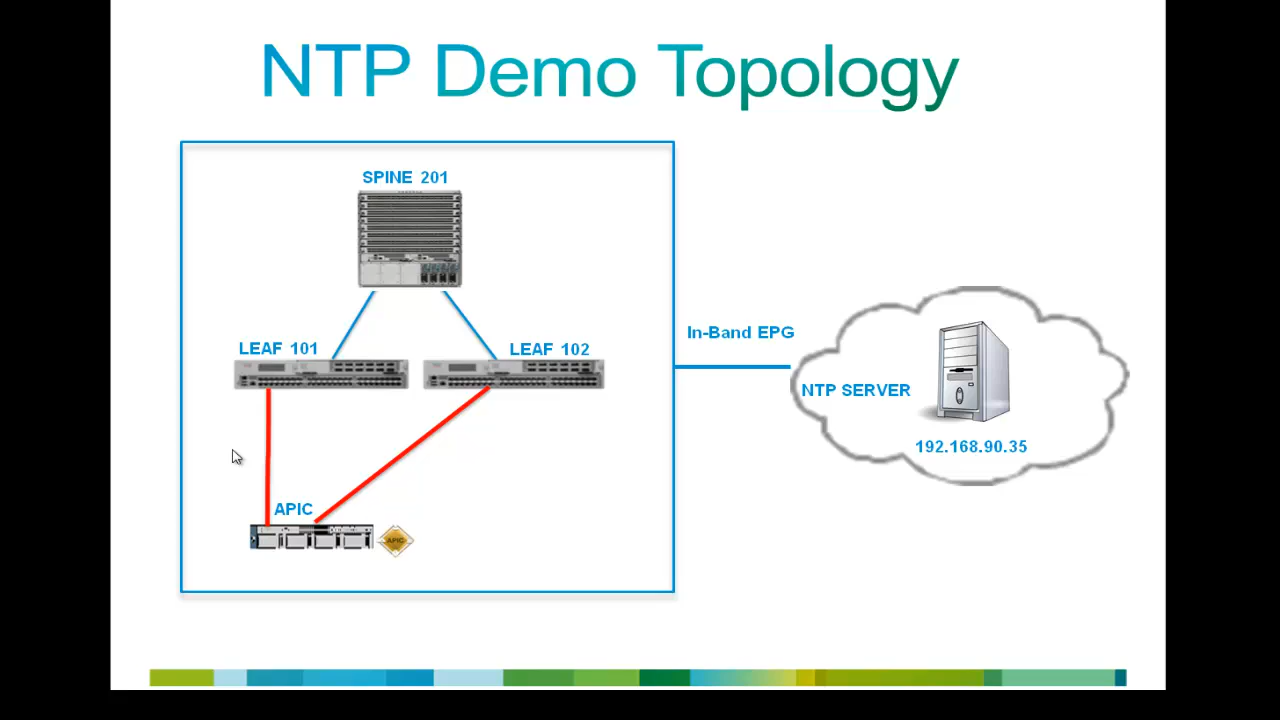 NTP Demo Topology
SPINE 201
LEAF 101
LEAF 102
In-Band EPG
NTP SERVER
192.168.90.35
APIC
APIC